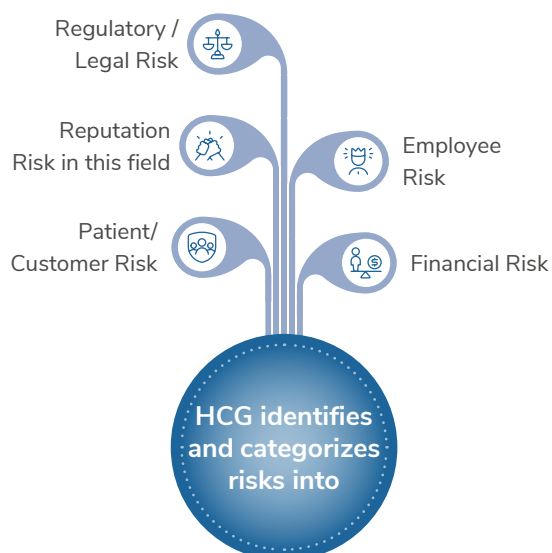 Regulatory /
Legal Risk
Reputation
Risk in this field
Employee
Risk
Patient/
Customer Risk
Financial Risk
$
HCG identifies
and categorizes
risks into